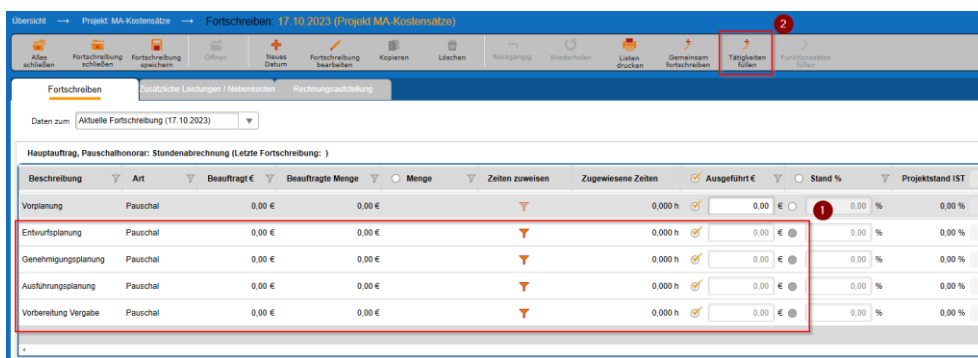 Übersicht → Projekt: MA-Kostensätze → Fortschreiben: 17.10.2023 (Projekt MA-Kostensätze)
2
Alles schließen
Fortschreibung schließen
Fortschreibung speichern
Öffnen
Neues Datum
Fortschreibung bearbeiten
Kopieren
Löschen
Rückgängig
Wiederholen
Listen drucken
Gemeinsam fortschreiben
Tätigkeiten füllen
Funktionssätze füllen
Fortschreiben Zusätzliche Leistungen / Nebenkosten Rechnungsaufstellung
Daten zum Aktuelle Fortschreibung (17.10.2023)
Hauptauftrag, Pauschalhonorar: Stundenabrechnung (Letzte Fortschreibung: )
Beschreibung Art Beauftragt € Beauftragte Menge Menge Zeiten zuweisen Zugewiesene Zeiten Ausgeführt € Stand % Projektstand IST
Vorplanung Pauschal 0,00 € 0,00 € 0,000 h 0,00 € 0,00 % 0,00 %
1
Entwurfsplanung Pauschal 0,00 € 0,00 € 0,000 h 0,00 € 0,00 % 0,00 %
Genehmigungsplanung Pauschal 0,00 € 0,00 € 0,000 h 0,00 € 0,00 % 0,00 %
Ausführungsplanung Pauschal 0,00 € 0,00 € 0,000 h 0,00 € 0,00 % 0,00 %
Vorbereitung Vergabe Pauschal 0,00 € 0,00 € 0,000 h 0,00 € 0,00 % 0,00 %